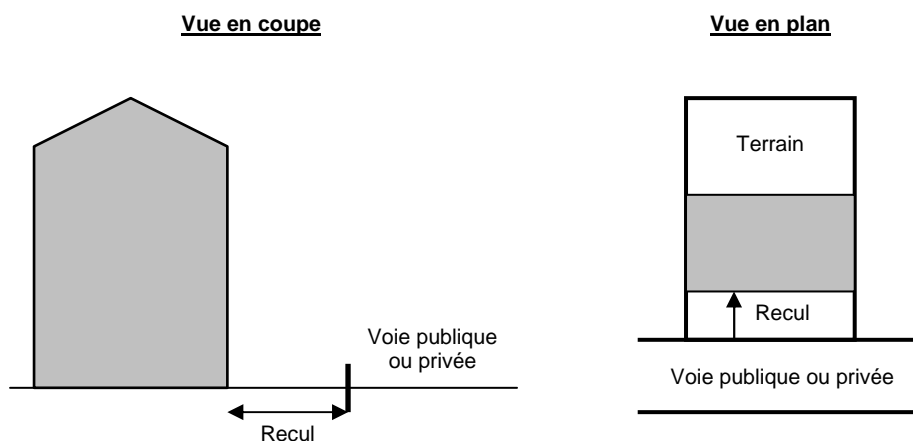 Vue en coupe
Voie publique
ou privée
Recul
Vue en plan
Terrain
Recul
Voie publique ou privée